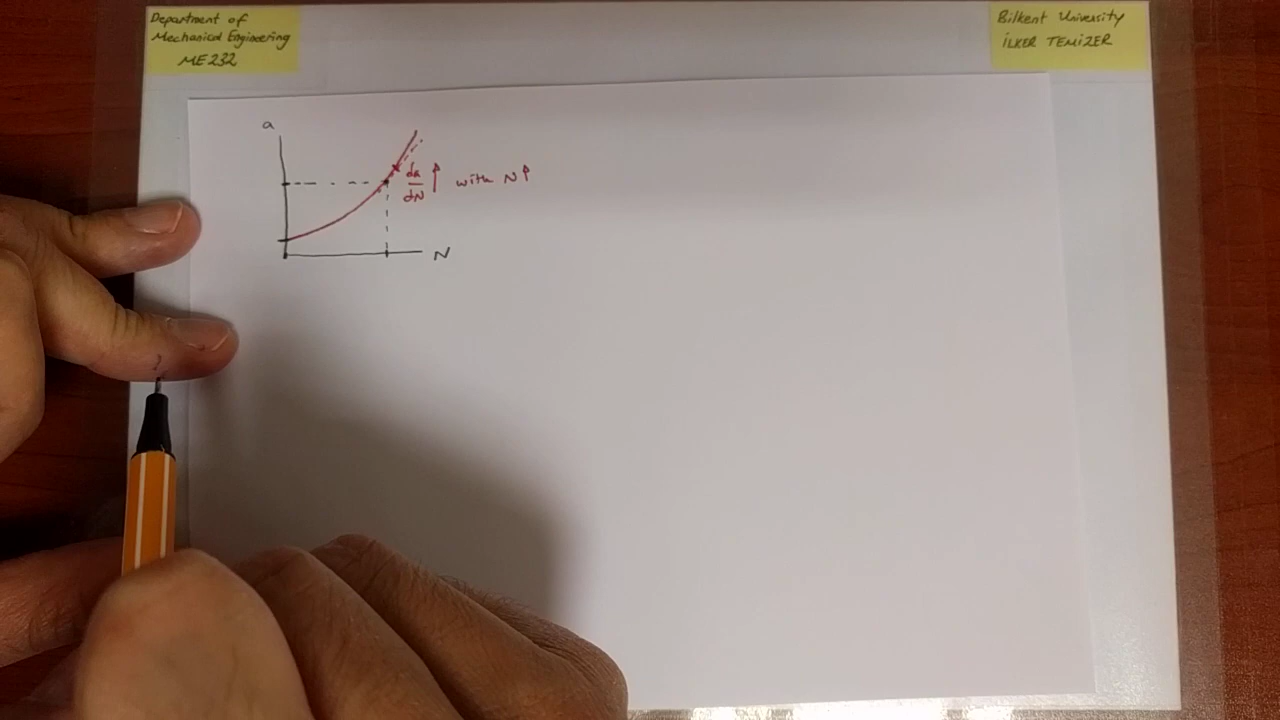 Department of
Mechanical Engineering
ME232
Bilkent University
İLKER TEMİZER
a
da
dN
with N
N